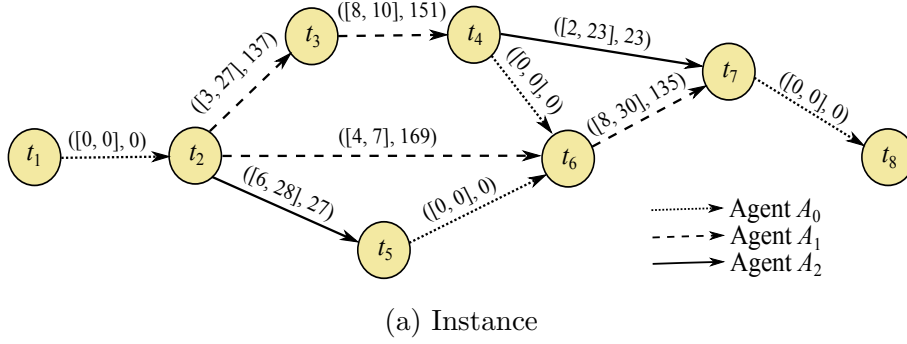 ([8, 10], 151)
t3
t4
([2, 23], 23)
([3, 27], 137)
([0, 0], 0)
t7
([8, 30], 135)
([0, 0], 0)
([0, 0], 0)
([4, 7], 169)
t1
t2
t6
t8
([6, 28], 27)
([0, 0], 0)
t5
Agent A0
Agent A1
Agent A2
(a) Instance